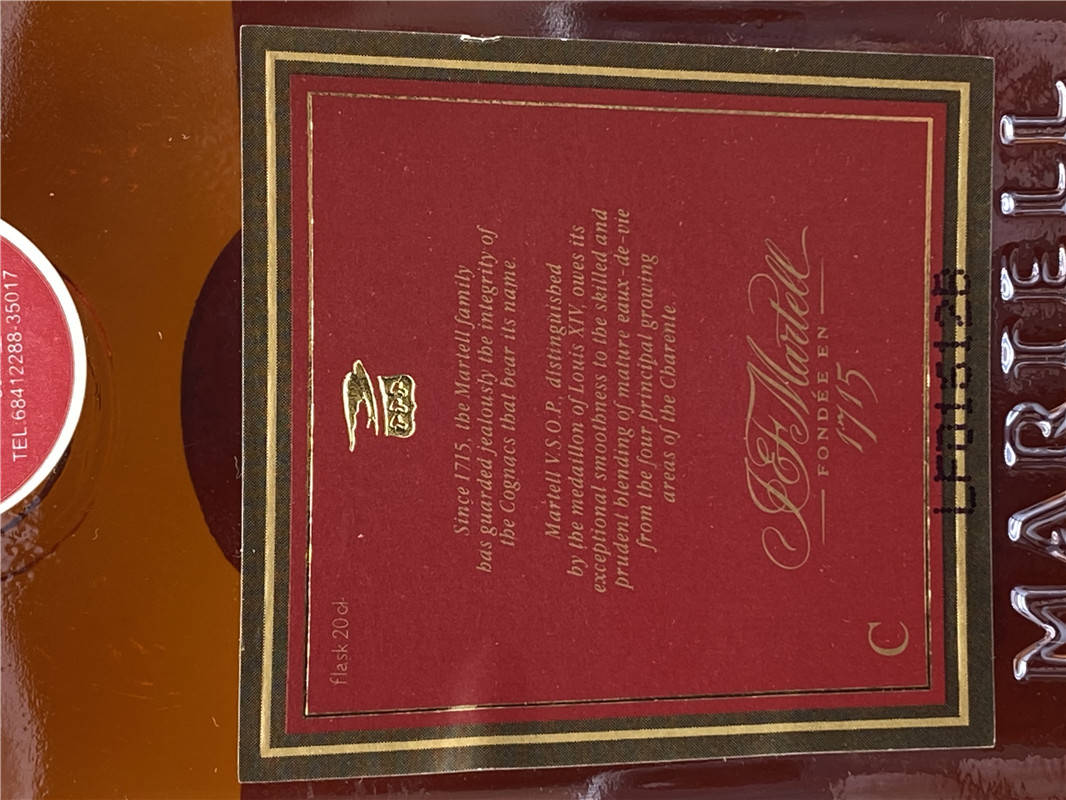 TEL.68412288-35017
flask 20cl
Since 1715, the Martell family
has guarded jealously the integrity of
the Cognacs that bear its name.
Martell V.S.O.P. distinguished
by the medallion of Louis XIV, owes its
exceptional smoothness to the skilled and
prudent blending of mature eaux-de-vie
from the four principal growing
areas of the Charente.
J&F Martell
FONDÉE EN
1715
C
MARTELL